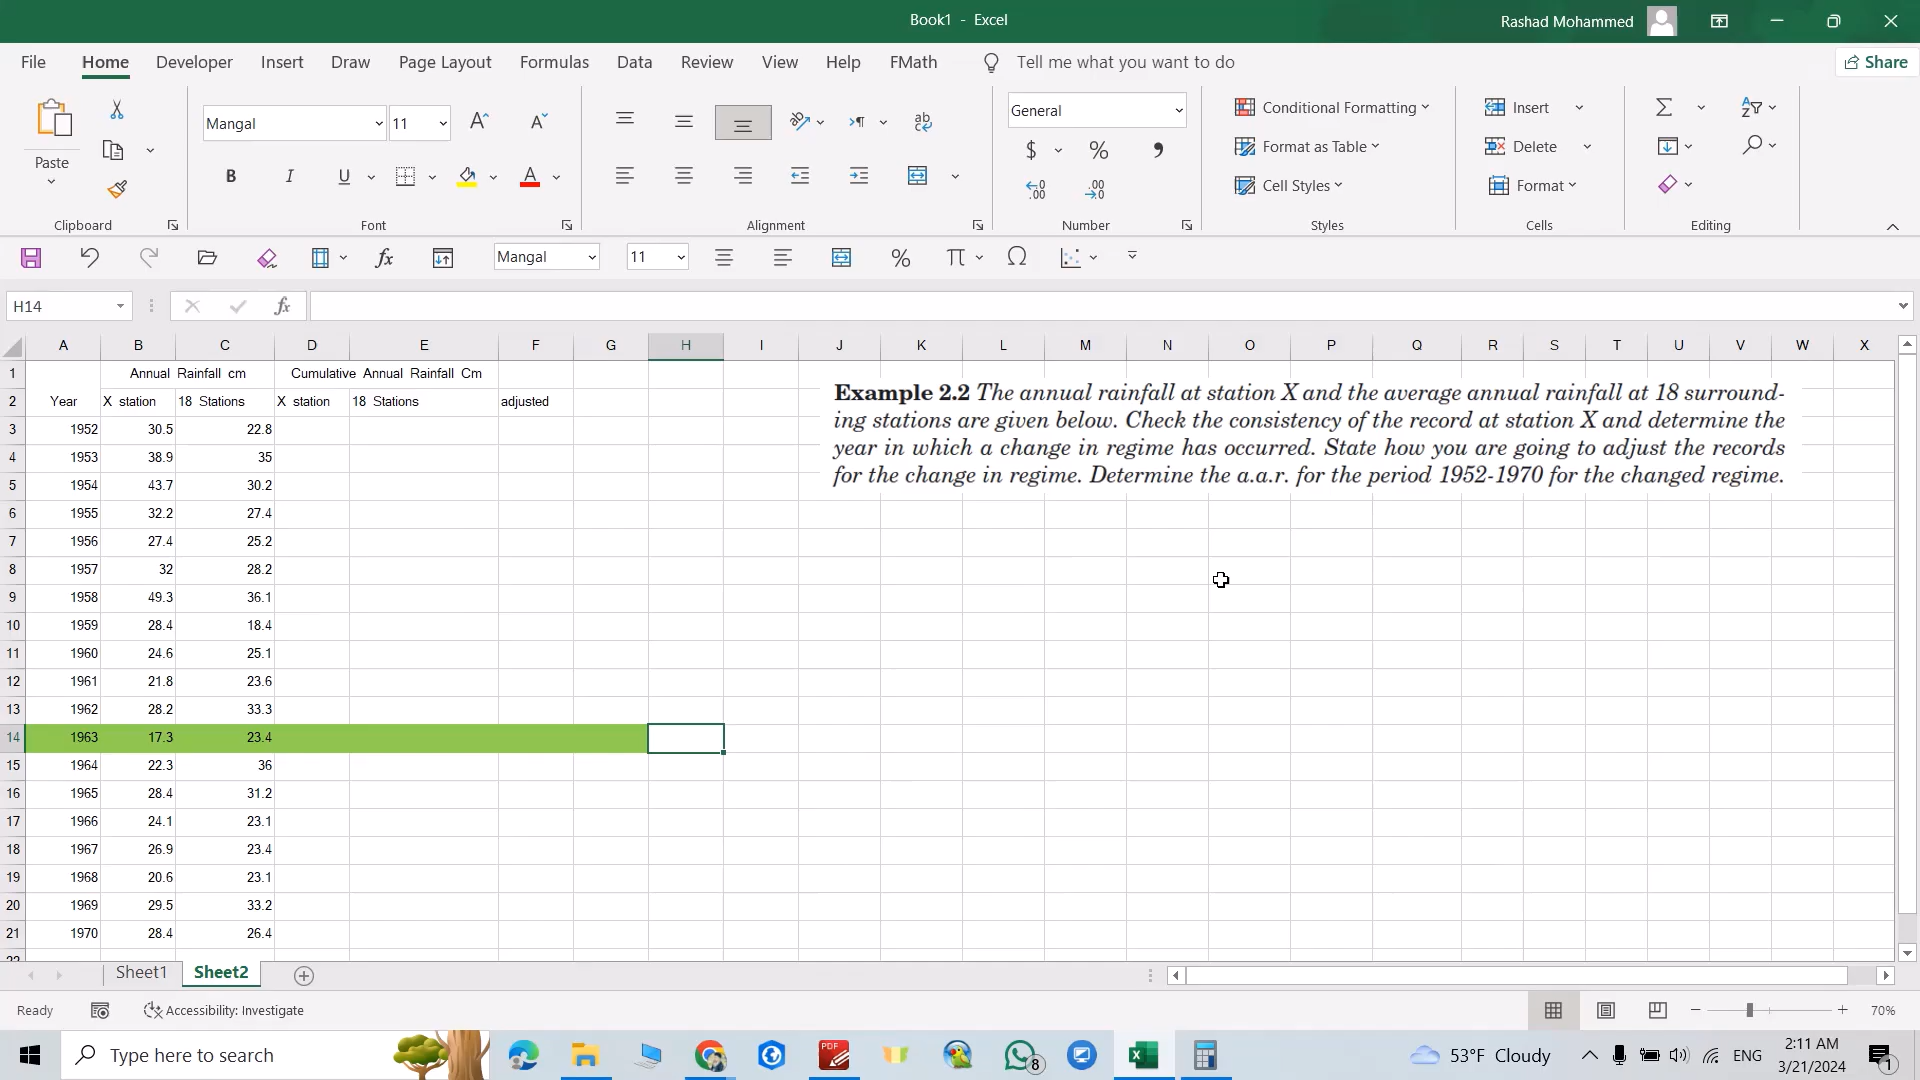 Book1 - Excel
Rashad Mohammed
File Home Developer Insert Draw Page Layout Formulas Data Review View Help FMath Tell me what you want to do Share
Paste
Mangal 11
B I U A
General
$ % 9
Conditional Formatting
Format as Table
Cell Styles
Insert
Delete
Format
Clipboard Font Alignment Number Styles Cells Editing
Mangal 11
H14
fx
A B C D E F G H I J K L M N O P Q R S T U V W X
1 Annual Rainfall cm Cumulative Annual Rainfall Cm
2 Year X station 18 Stations X station 18 Stations adjusted
3 1952 30.5 22.8
4 1953 38.9 35
5 1954 43.7 30.2
6 1955 32.2 27.4
7 1956 27.4 25.2
8 1957 32 28.2
9 1958 49.3 36.1
10 1959 28.4 18.4
11 1960 24.6 25.1
12 1961 21.8 23.6
13 1962 28.2 33.3
14 1963 17.3 23.4
15 1964 22.3 36
16 1965 28.4 31.2
17 1966 24.1 23.1
18 1967 26.9 23.4
19 1968 20.6 23.1
20 1969 29.5 33.2
21 1970 28.4 26.4
Example 2.2 The annual rainfall at station X and the average annual rainfall at 18 surround-
ing stations are given below. Check the consistency of the record at station X and determine the
year in which a change in regime has occurred. State how you are going to adjust the records
for the change in regime. Determine the a.a.r. for the period 1952-1970 for the changed regime.
Sheet1 Sheet2
Ready Accessibility: Investigate 70%
Type here to search
8
53°F Cloudy
ENG
2:11 AM
3/21/2024
1